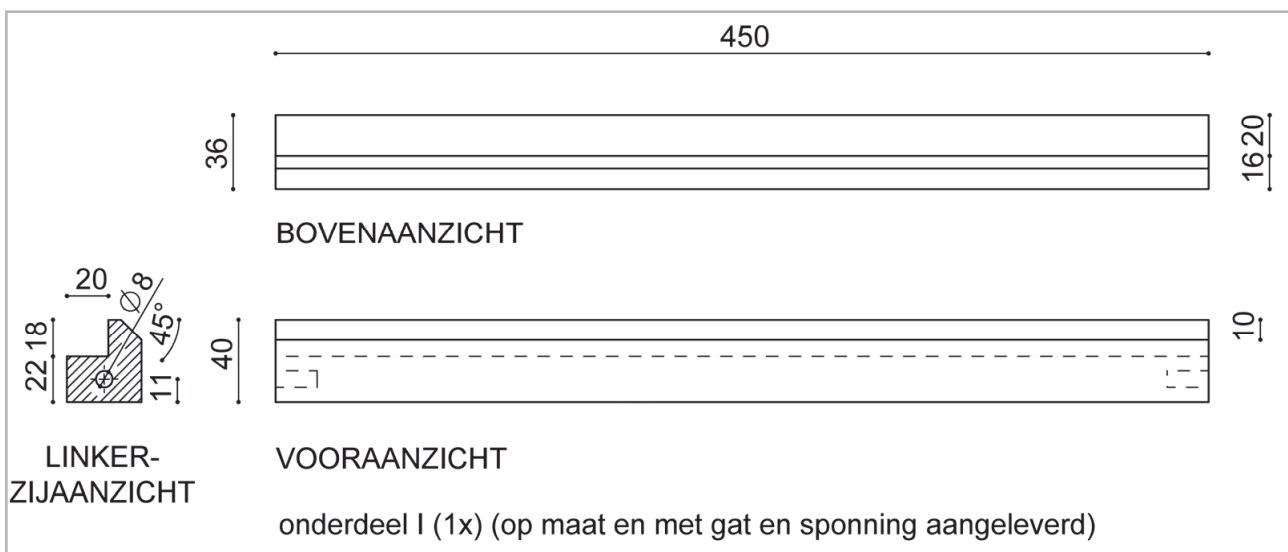 450
36
20
16
BOVENAANZICHT
20
Ø 8
45°
18
22
11
40
10
LINKER-
ZIJAANZICHT
VOORAANZICHT
onderdeel I (1x) (op maat en met gat en sponning aangeleverd)